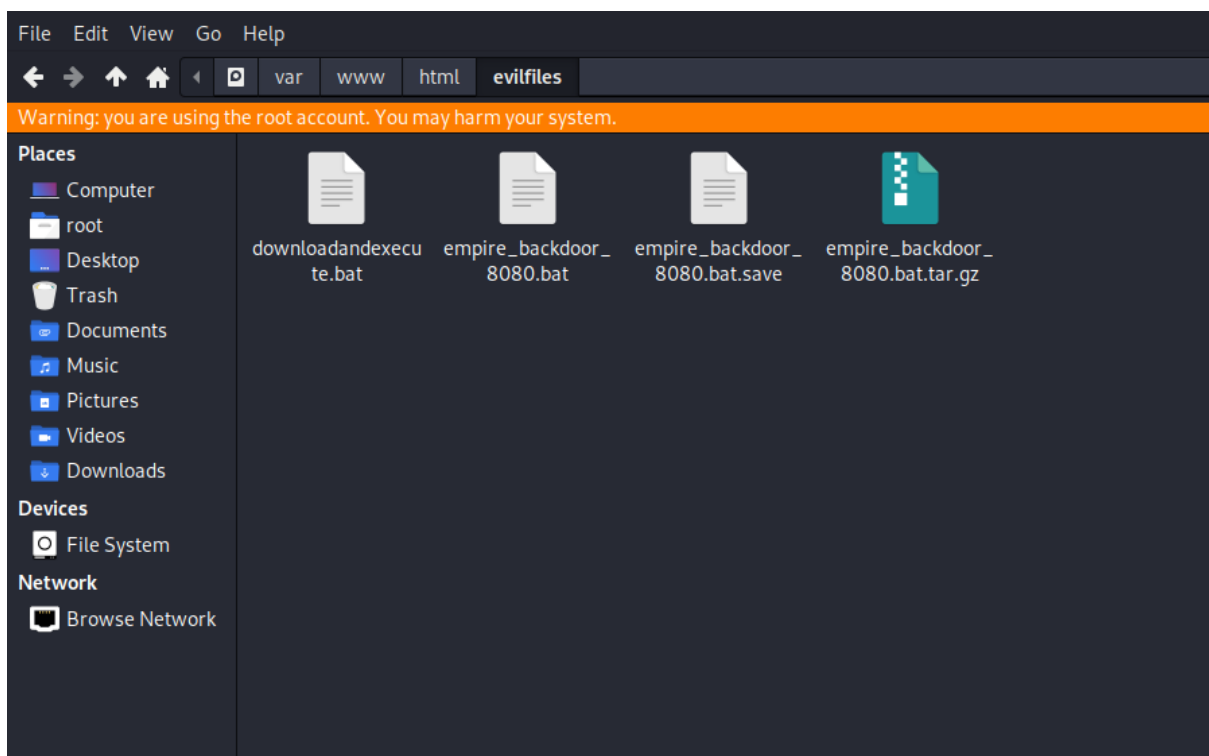 File Edit View Go Help
var www html evilfiles
Warning: you are using the root account. You may harm your system.
Places
Computer
root
Desktop
Trash
Documents
Music
Pictures
Videos
Downloads
Devices
File System
Network
Browse Network
downloadandexecu
te.bat
empire_backdoor_
8080.bat
empire_backdoor_
8080.bat.save
empire_backdoor_
8080.bat.tar.gz